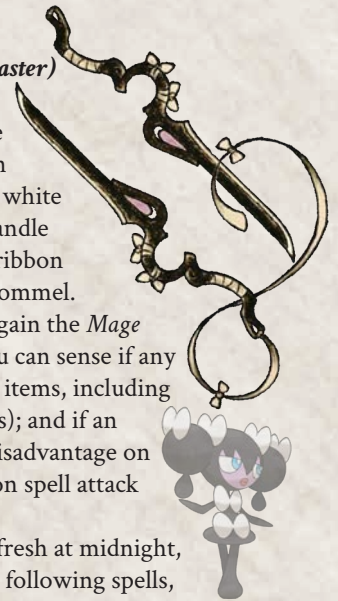 aster)
white
andle
ribbon
ommel.
gain the Mage
u can sense if any
items, including
s); and if an
isadvantage on
on spell attack
fresh at midnight,
following spells,